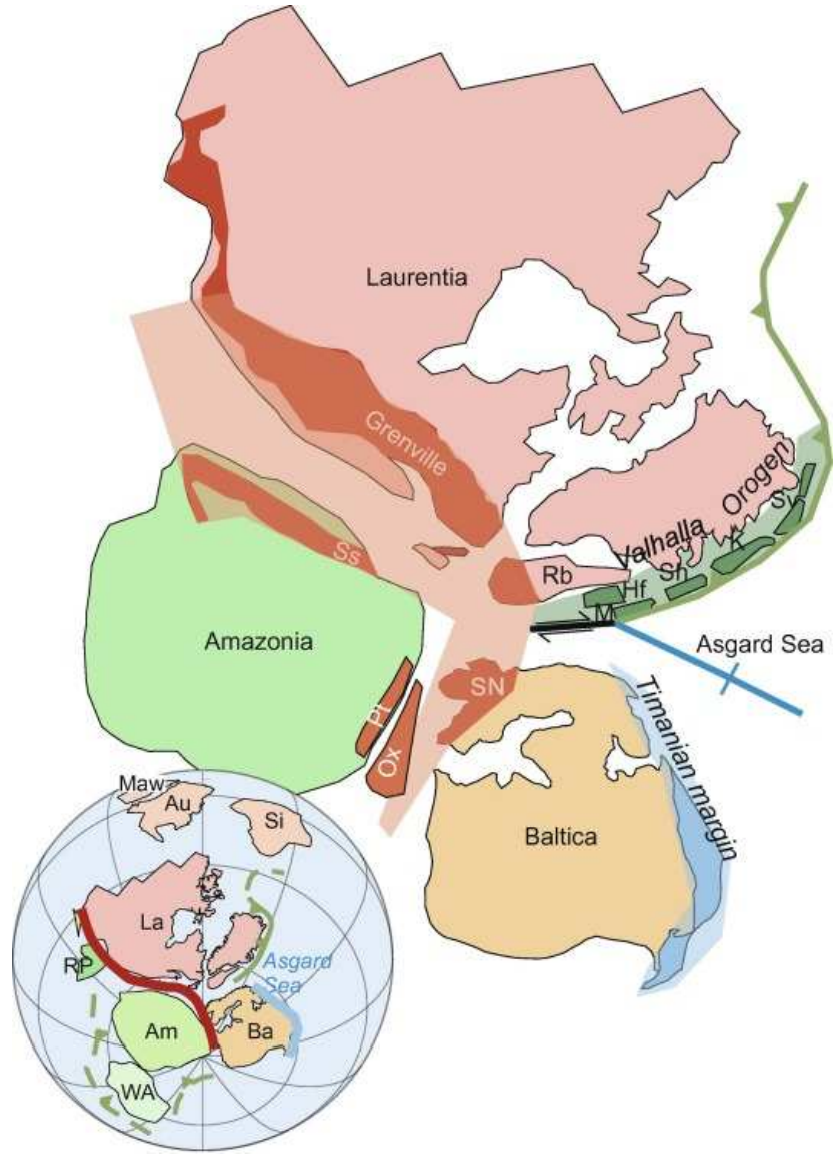 Laurentia
Grenville
Ss
Rb
Valhalla Orogen
Sv
K
Sh
Hf
M
Asgard Sea
Amazonia
SN
Pt
Ox
Timanian margin
Baltica
Maw
Au
Si
La
RP
Asgard
Sea
Am
Ba
WA